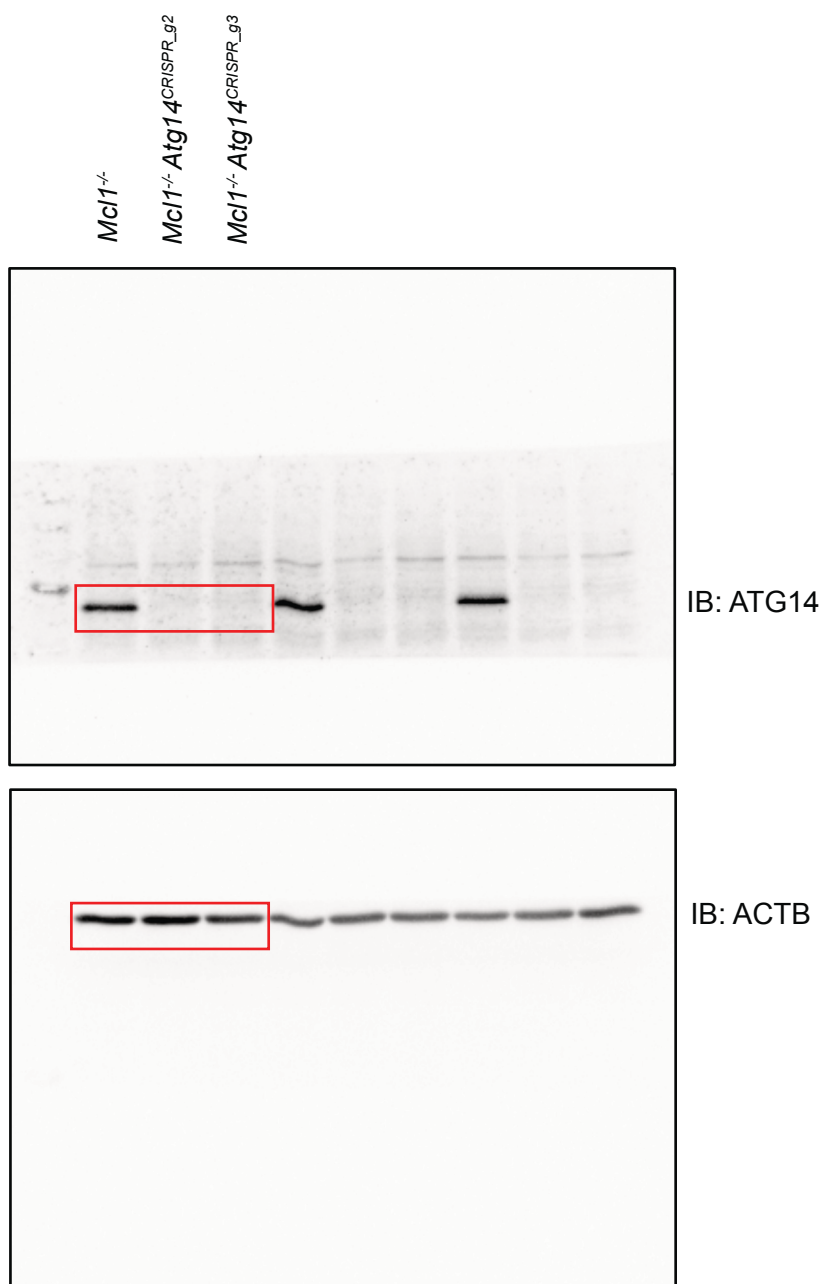 Mcl1-/-
Mcl1-/- Atg14CRISPR_g2
Mcl1-/- Atg14CRISPR_g3
IB: ATG14
IB: ACTB